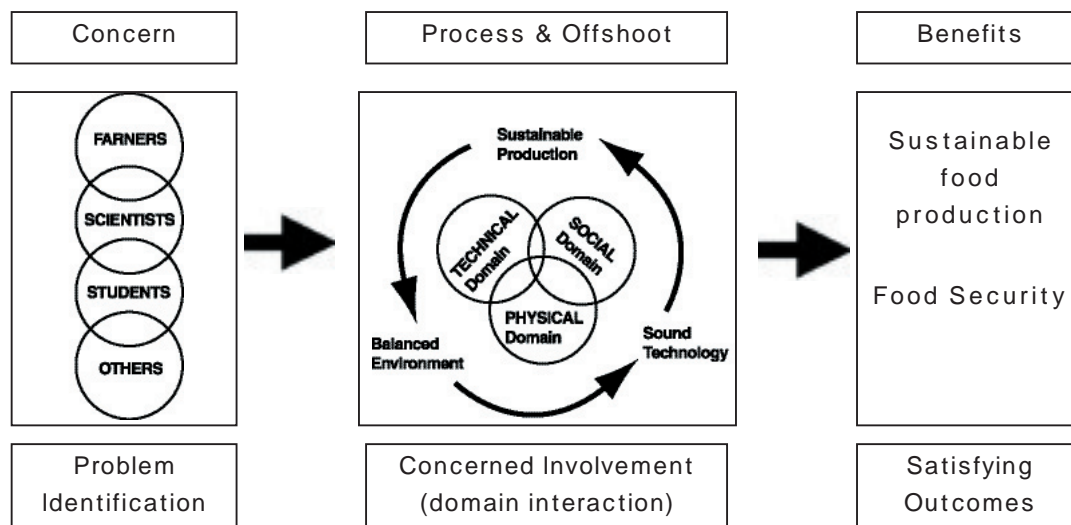 Concern
Process & Offshoot
Benefits
FARNERS
SCIENTISTS
STUDENTS
OTHERS
Sustainable
Production
TECHNICAL
Domain
SOCIAL
Domain
PHYSICAL
Domain
Balanced
Environment
Sound
Technology
Sustainable
food
production
Food Security
Problem
Identification
Concerned Involvement
(domain interaction)
Satisfying
Outcomes